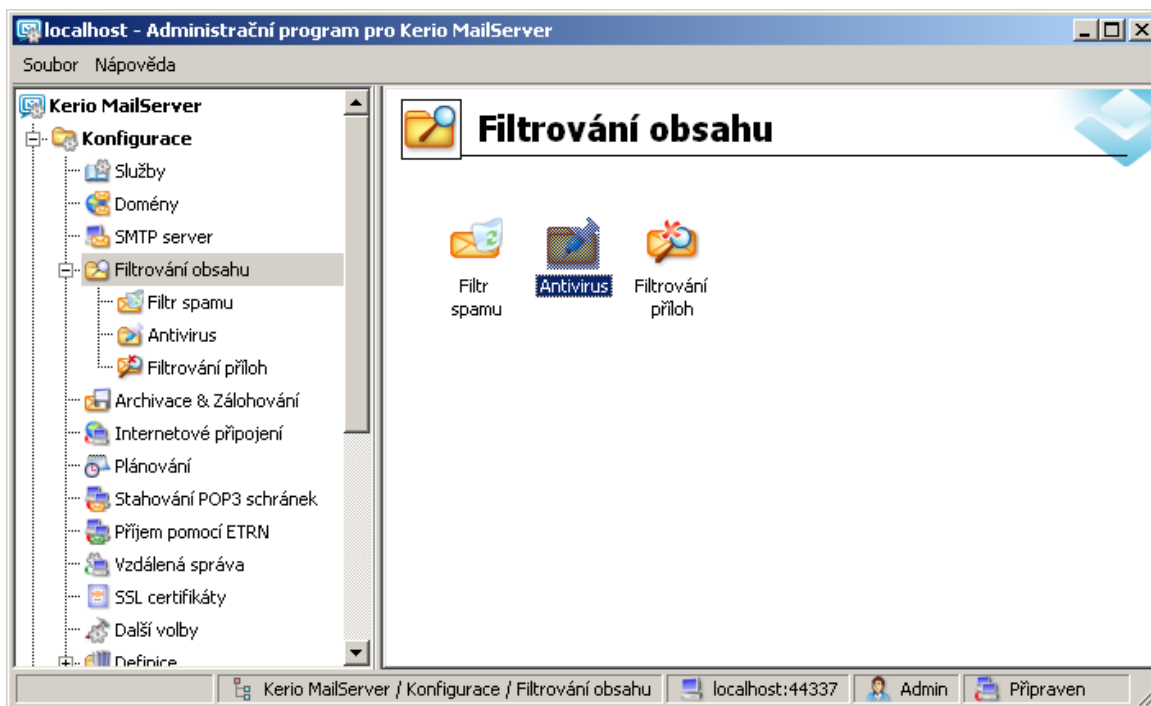 localhost - Administrační program pro Kerio MailServer
Soubor Nápověda
Kerio MailServer
Konfigurace
Služby
Domény
SMTP server
Filtrování obsahu
Filtr spamu
Antivirus
Filtrování příloh
Archivace & Zálohování
Internetové připojení
Plánování
Stahování POP3 schránek
Příjem pomocí ETRN
Vzdálená správa
SSL certifikáty
Další volby
Definice
Filtrování obsahu
Filtr
spamu
Antivirus
Filtrování
příloh
Kerio MailServer / Konfigurace / Filtrování obsahu localhost:44337 Admin Připraven